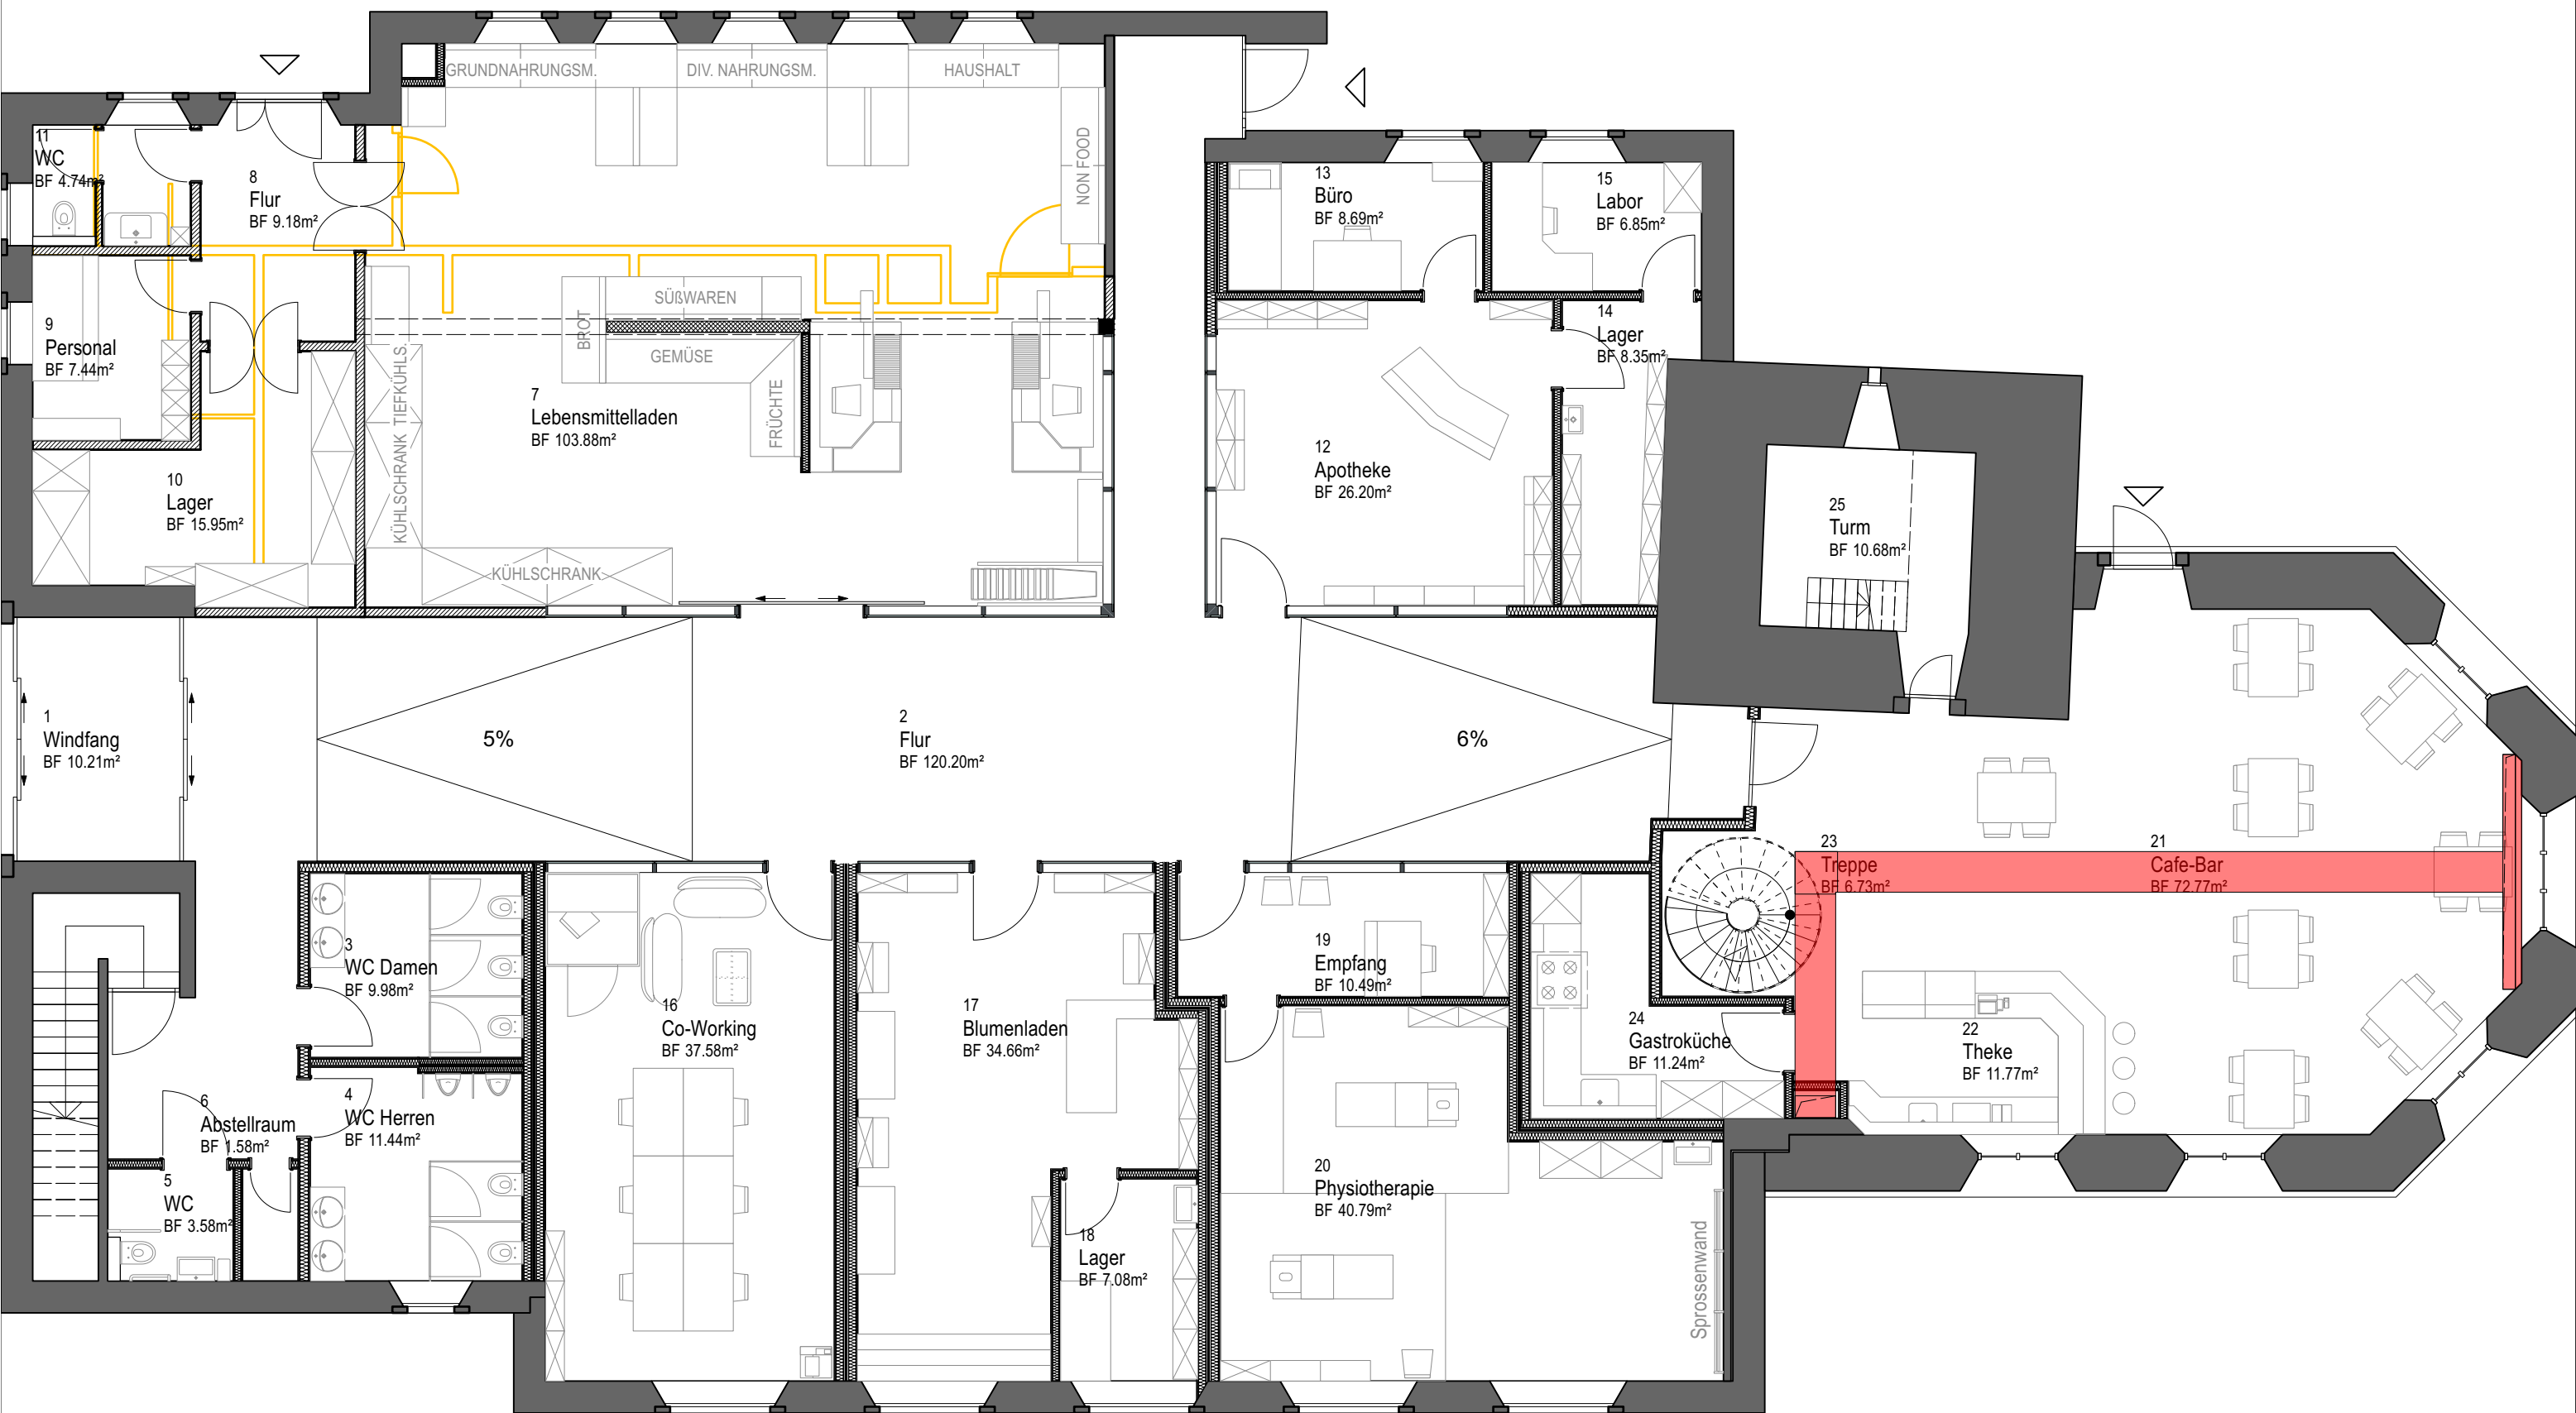 GRUNDNAHRUNGSM.
DIV. NAHRUNGSM.
HAUSHALT
NON FOOD
11
WC
BF 4.74m²
8
Flur
BF 9.18m²
13
Büro
BF 8.69m²
15
Labor
BF 6.85m²
9
Personal
BF 7.44m²
BROT
SÜßWAREN
GEMÜSE
FRÜCHTE
KÜHLSCHRANK TIEFKÜHLS.
7
Lebensmittelladen
BF 103.88m²
14
Lager
BF 8.35m²
10
Lager
BF 15.95m²
12
Apotheke
BF 26.20m²
25
Turm
BF 10.68m²
KÜHLSCHRANK
1
Windfang
BF 10.21m²
5%
2
Flur
BF 120.20m²
6%
23
Treppe
BF 6.73m²
21
Cafe-Bar
BF 72.77m²
3
WC Damen
BF 9.98m²
16
Co-Working
BF 37.58m²
17
Blumenladen
BF 34.66m²
19
Empfang
BF 10.49m²
24
Gastroküche
BF 11.24m²
22
Theke
BF 11.77m²
6
Abstellraum
BF 1.58m²
4
WC Herren
BF 11.44m²
5
WC
BF 3.58m²
18
Lager
BF 7.08m²
20
Physiotherapie
BF 40.79m²
Sprossenwand